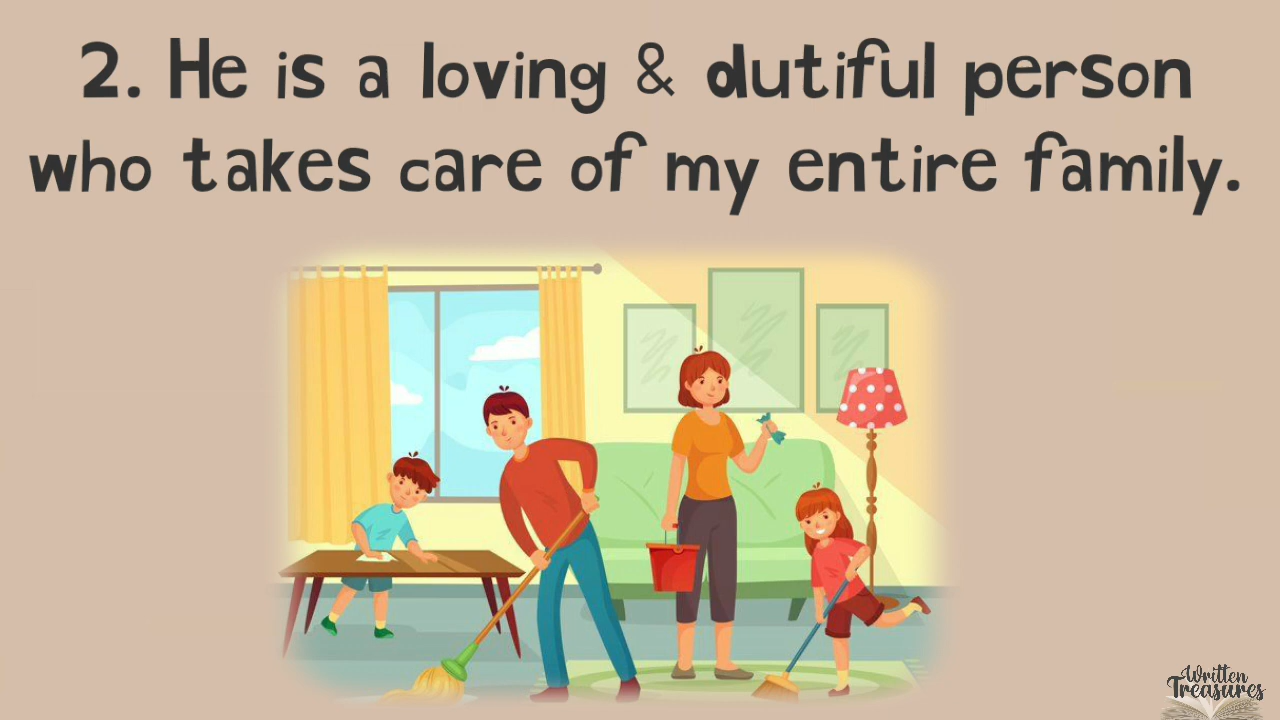 2. He is a loving & dutiful person
who takes care of my entire family.
Written
Treasures